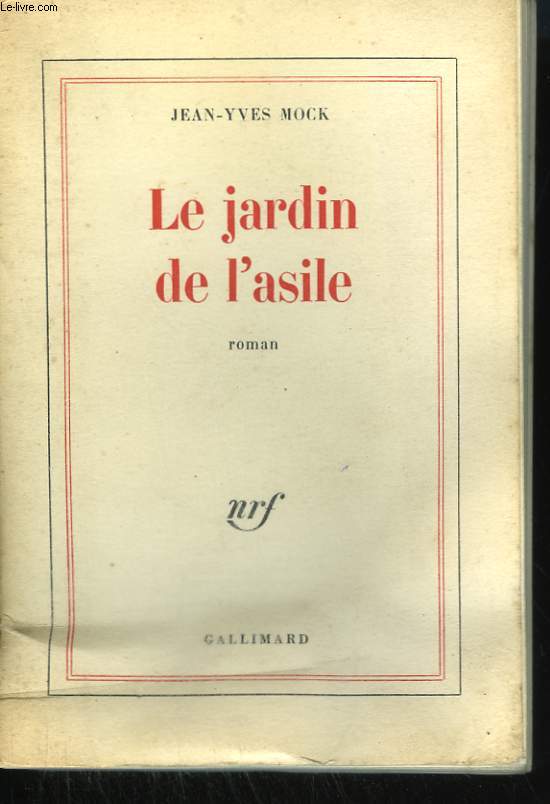 Le-livre.com
JEAN-YVES MOCK
Le jardin
de l'asile
roman
nrf
GALLIMARD